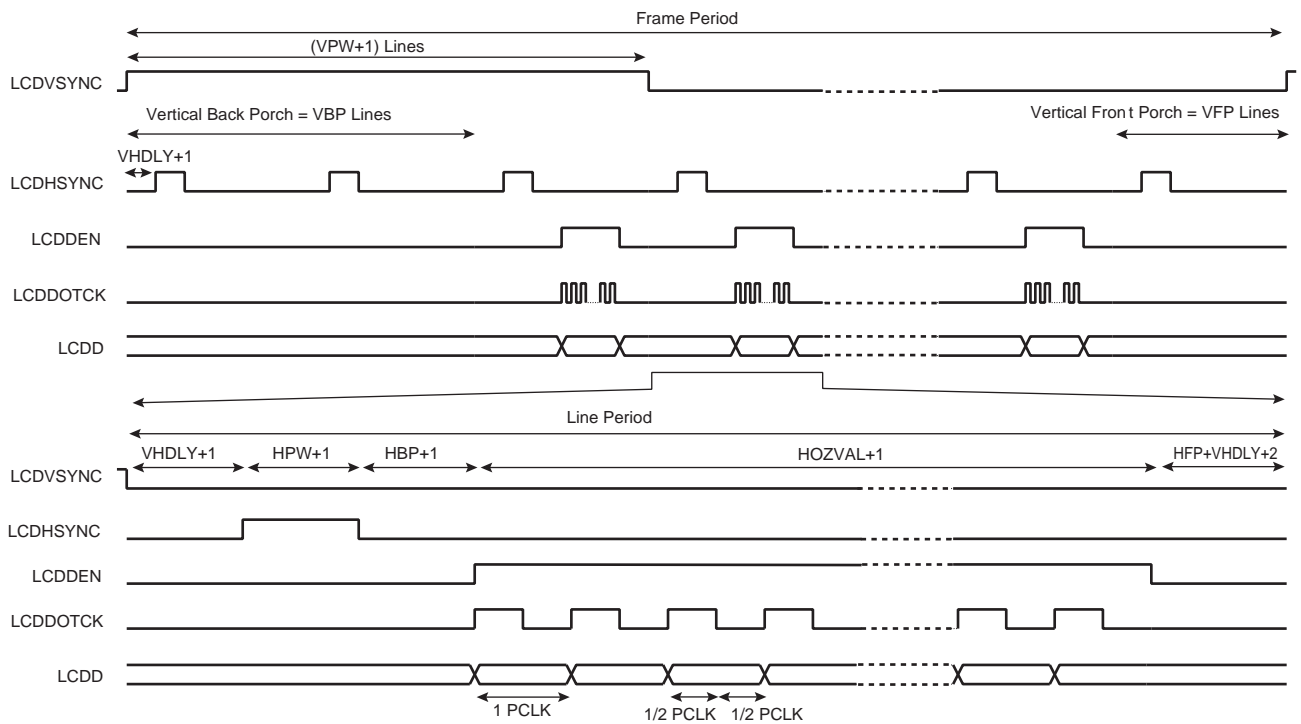 Frame Period
(VPW+1) Lines
LCDVSYNC
Vertical Back Porch = VBP Lines
Vertical Front Porch = VFP Lines
VHDLY+1
LCDHSYNC
LCDDEN
LCDDOTCK
LCDD
Line Period
VHDLY+1
HPW+1
HBP+1
HOZVAL+1
HFP+VHDLY+2
LCDVSYNC
LCDHSYNC
LCDDEN
LCDDOTCK
LCDD
1 PCLK
1/2 PCLK
1/2 PCLK